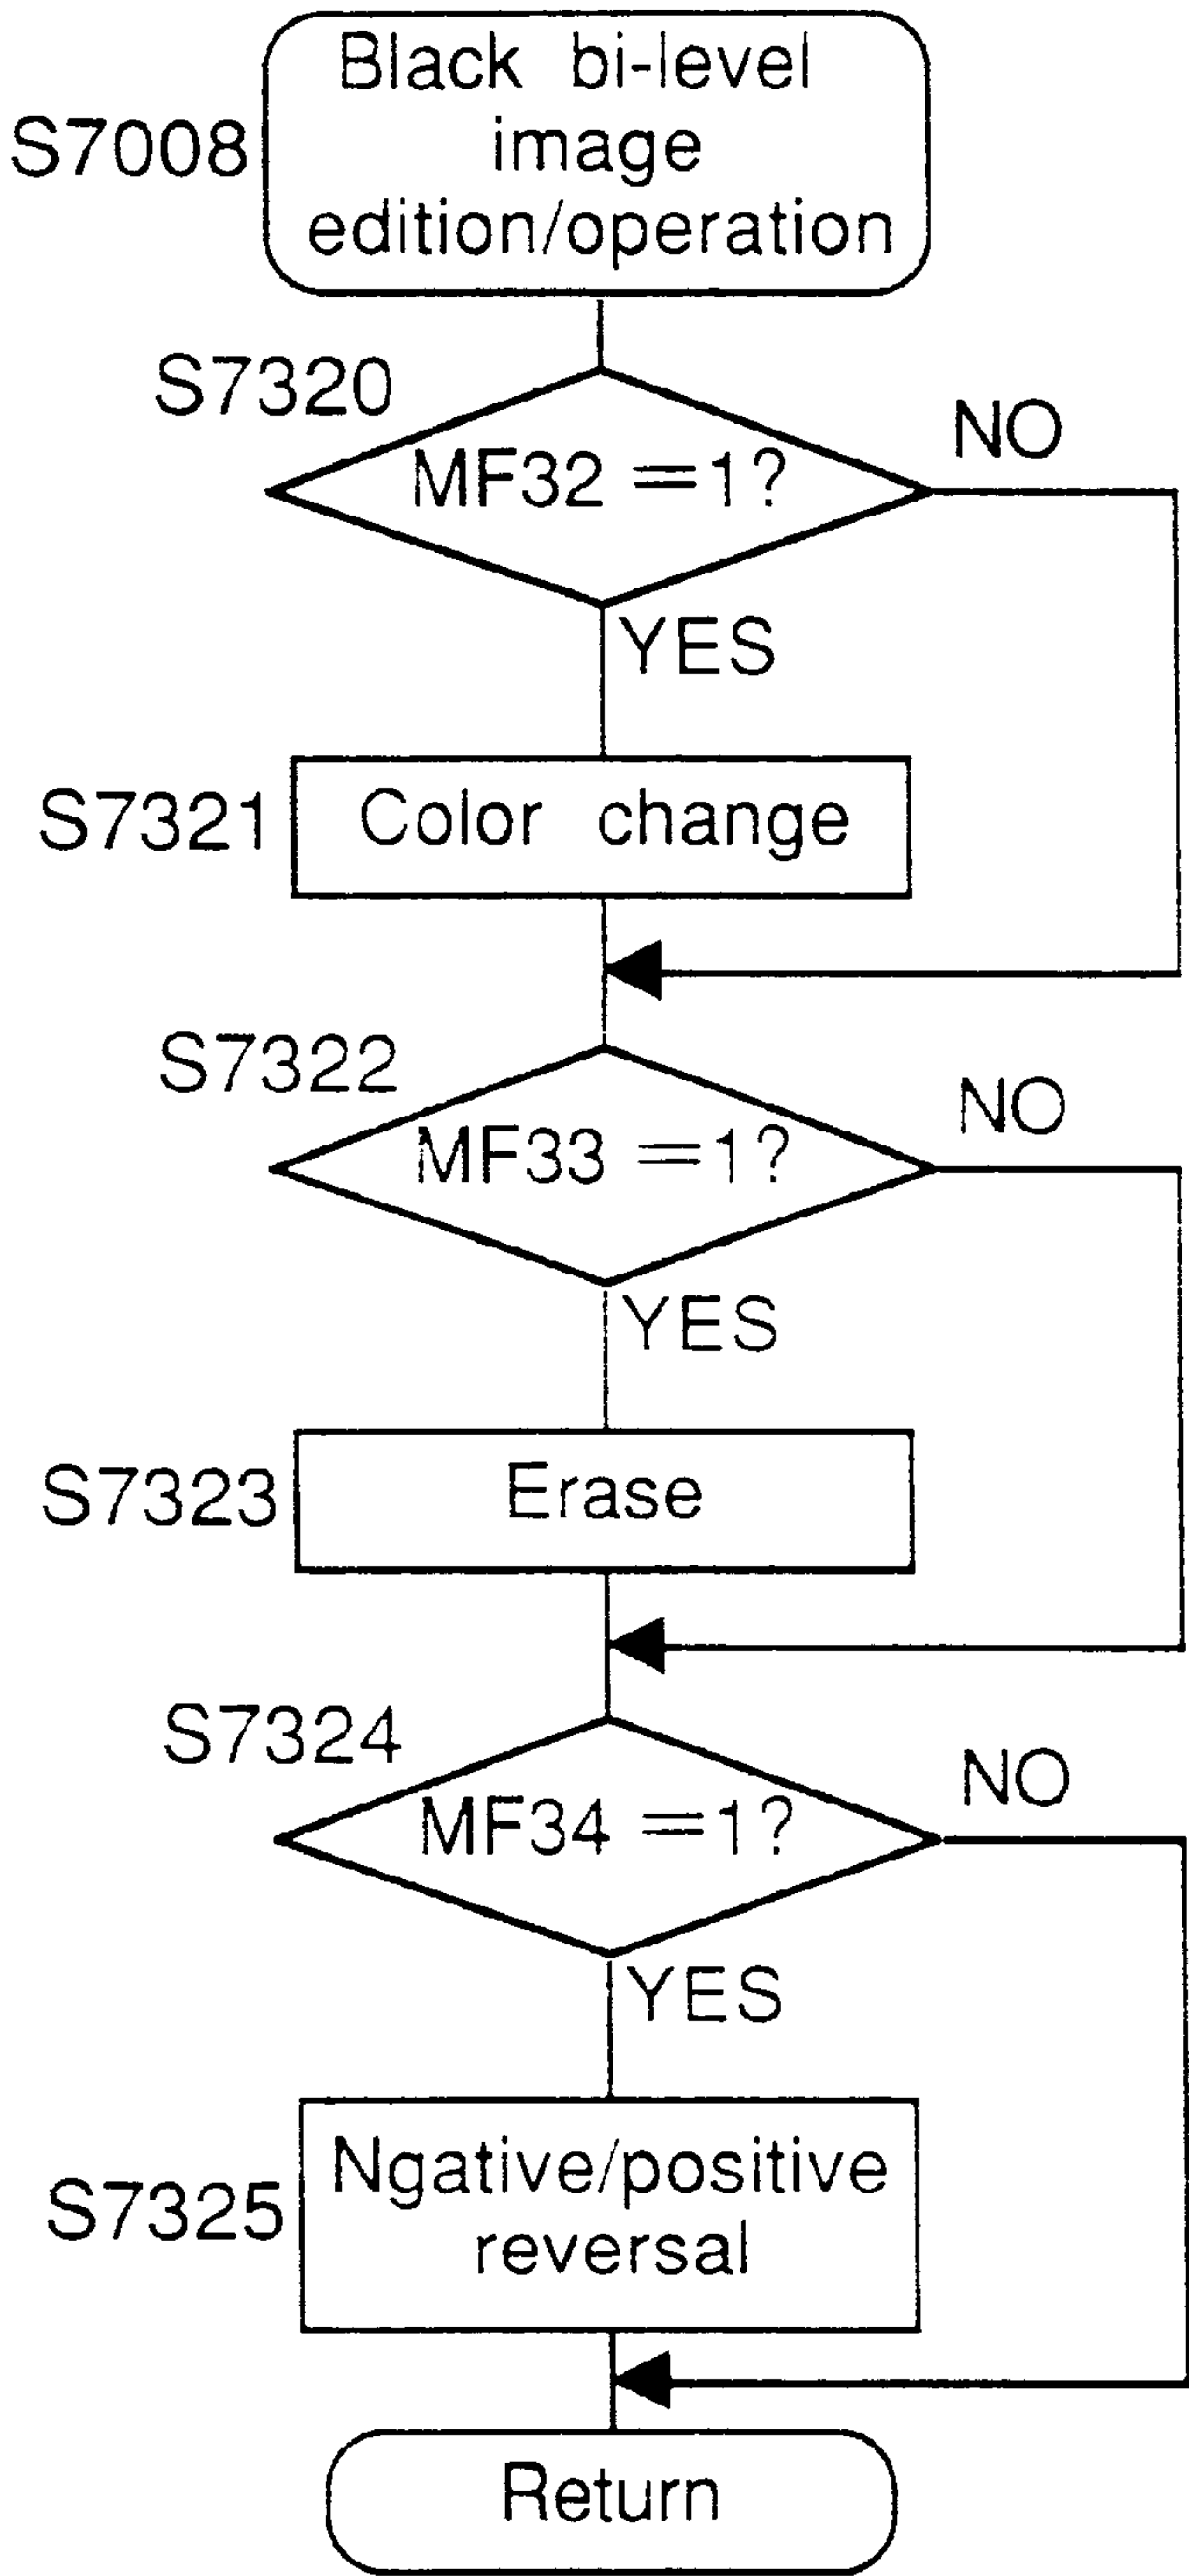 Black bi-level
image
edition/operation
S7008
S7320
MF32 =1?
NO
YES
S7321
Color change
S7322
MF33 =1?
NO
YES
S7323
Erase
S7324
MF34 =1?
NO
YES
S7325
Ngative/positive
reversal
Return